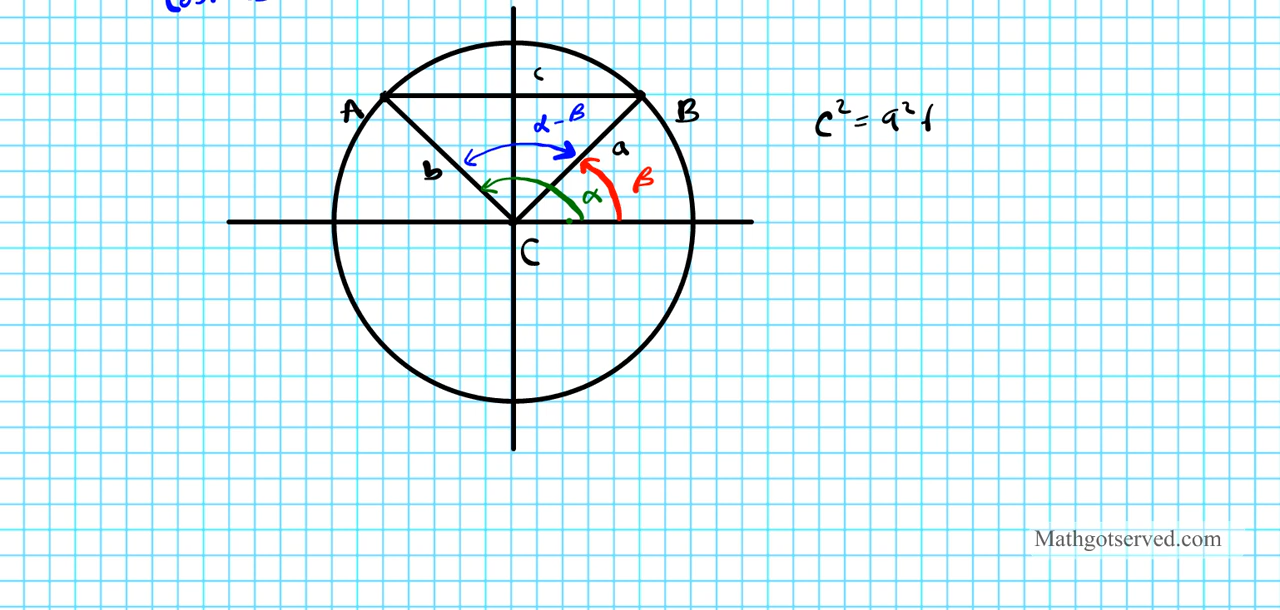 c
A
B
α-β
c² = a² +
a
b
β
α
C
Mathgotserved.com